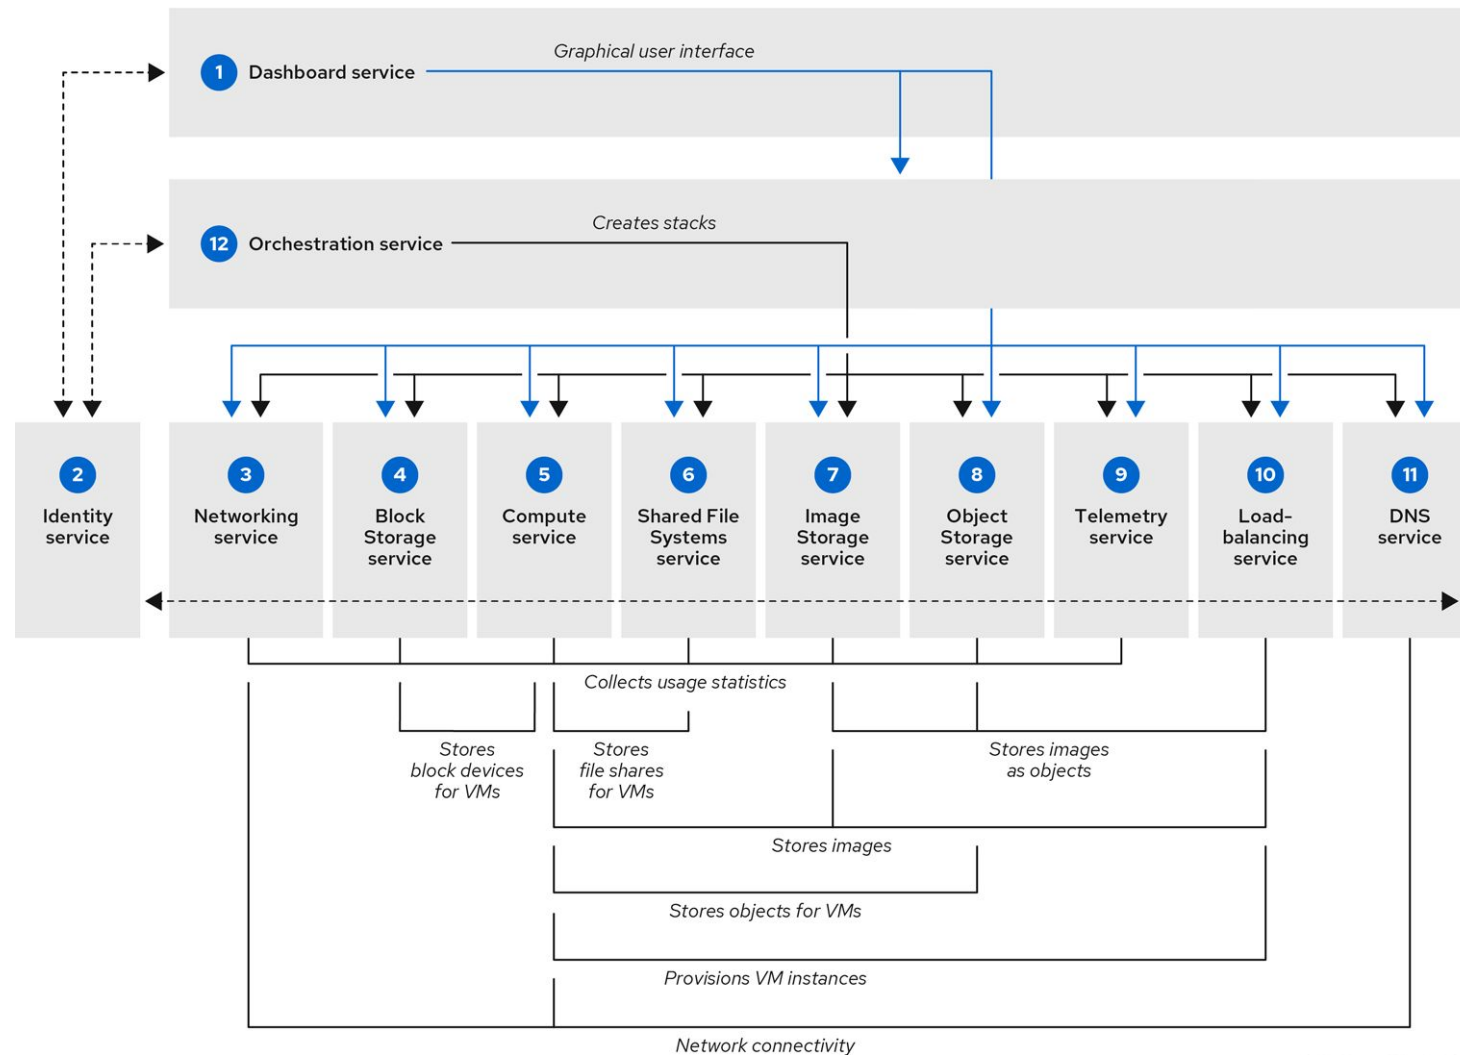 Graphical user interface
1 Dashboard service
Creates stacks
12 Orchestration service
2
Identity
service
3
Networking
service
4
Block
Storage
service
5
Compute
service
6
Shared File
Systems
service
7
Image
Storage
service
8
Object
Storage
service
9
Telemetry
service
10
Load-
balancing
service
11
DNS
service
Collects usage statistics
Stores
block devices
for VMs
Stores
file shares
for VMs
Stores images
as objects
Stores images
Stores objects for VMs
Provisions VM instances
Network connectivity